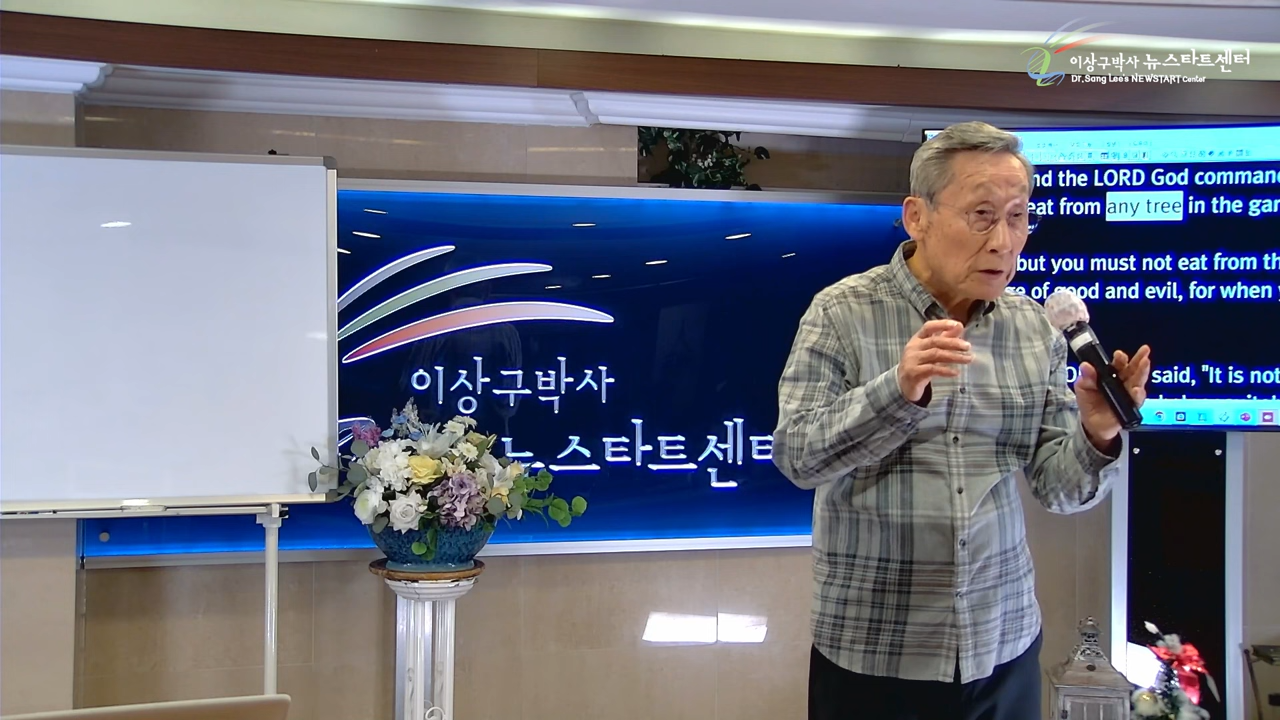 이상구박사 뉴스타트센터
Dr. Sang Lee's NEWSTART Center
nd the LORD God comman
eat from any tree in the gar
but you must not eat from th
ge of good and evil, for when
said, "It is not
이상구박사
뉴스타트센터